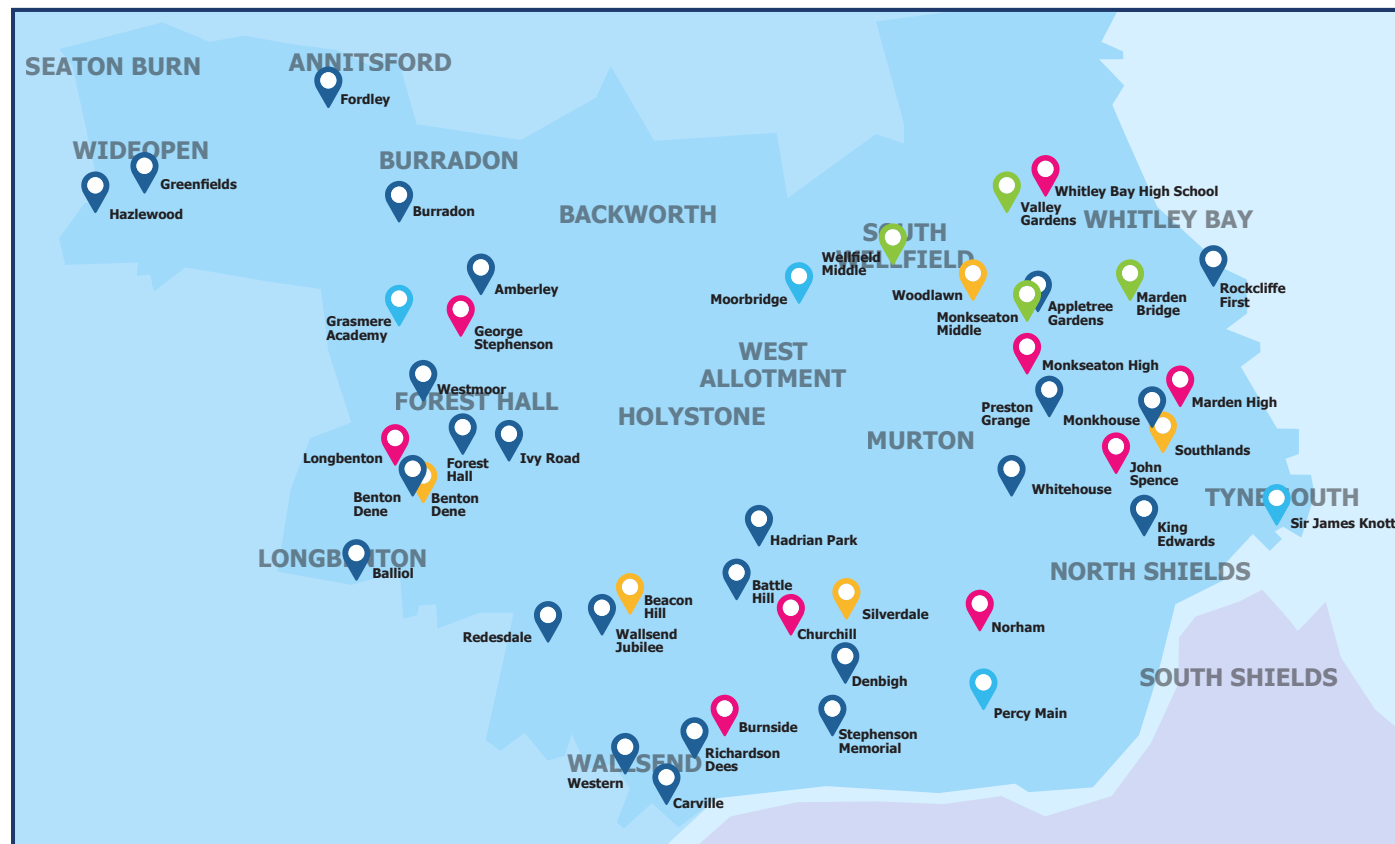 SEATON BURN
ANNITSFORD
Fordley
WIDEOPEN
Greenfields
Hazlewood
BURRADON
Burradon
BACKWORTH
Whitley Bay High School
Valley
Gardens
WHITLEY BAY
SOUTH
WELLFIELD
Wellfield
Middle
Amberley
Moorbridge
Woodlawn
Monkseaton
Middle
Appletree
Gardens
Marden
Bridge
Rockcliffe
First
Grasmere
Academy
George
Stephenson
WEST
ALLOTMENT
Monkseaton High
Westmoor
FOREST HALL
HOLYSTONE
Preston
Grange
Monkhouse
Marden High
MURTON
Longbenton
Forest
Hall
Ivy Road
Southlands
John
Spence
Benton
Dene
Benton
Dene
Whitehouse
TYNEMOUTH
Sir James Knott
King
Edwards
Hadrian Park
LONGBENTON
Balliol
NORTH SHIELDS
Battle
Hill
Beacon
Hill
Silverdale
Redesdale
Wallsend
Jubilee
Churchill
Norham
Denbigh
SOUTH SHIELDS
Percy Main
Burnside
Stephenson
Memorial
Richardson
Dees
WALLSEND
Western
Carville